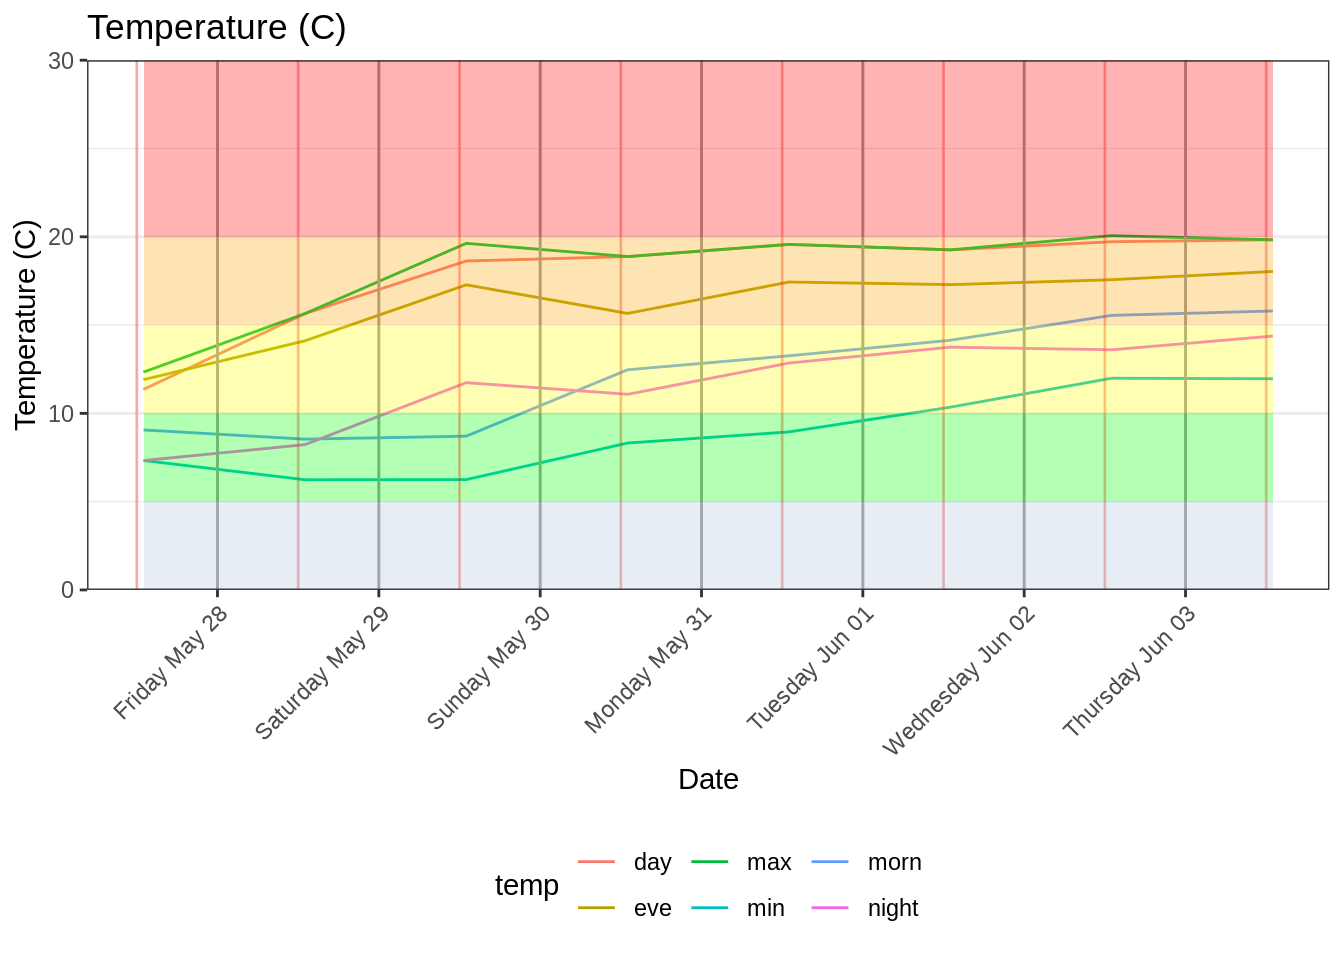 Temperature (C)
30
20
10
0
Temperature (C)
Friday May 28
Saturday May 29
Sunday May 30
Monday May 31
Tuesday Jun 01
Wednesday Jun 02
Thursday Jun 03
Date
temp
day max morn
eve min night